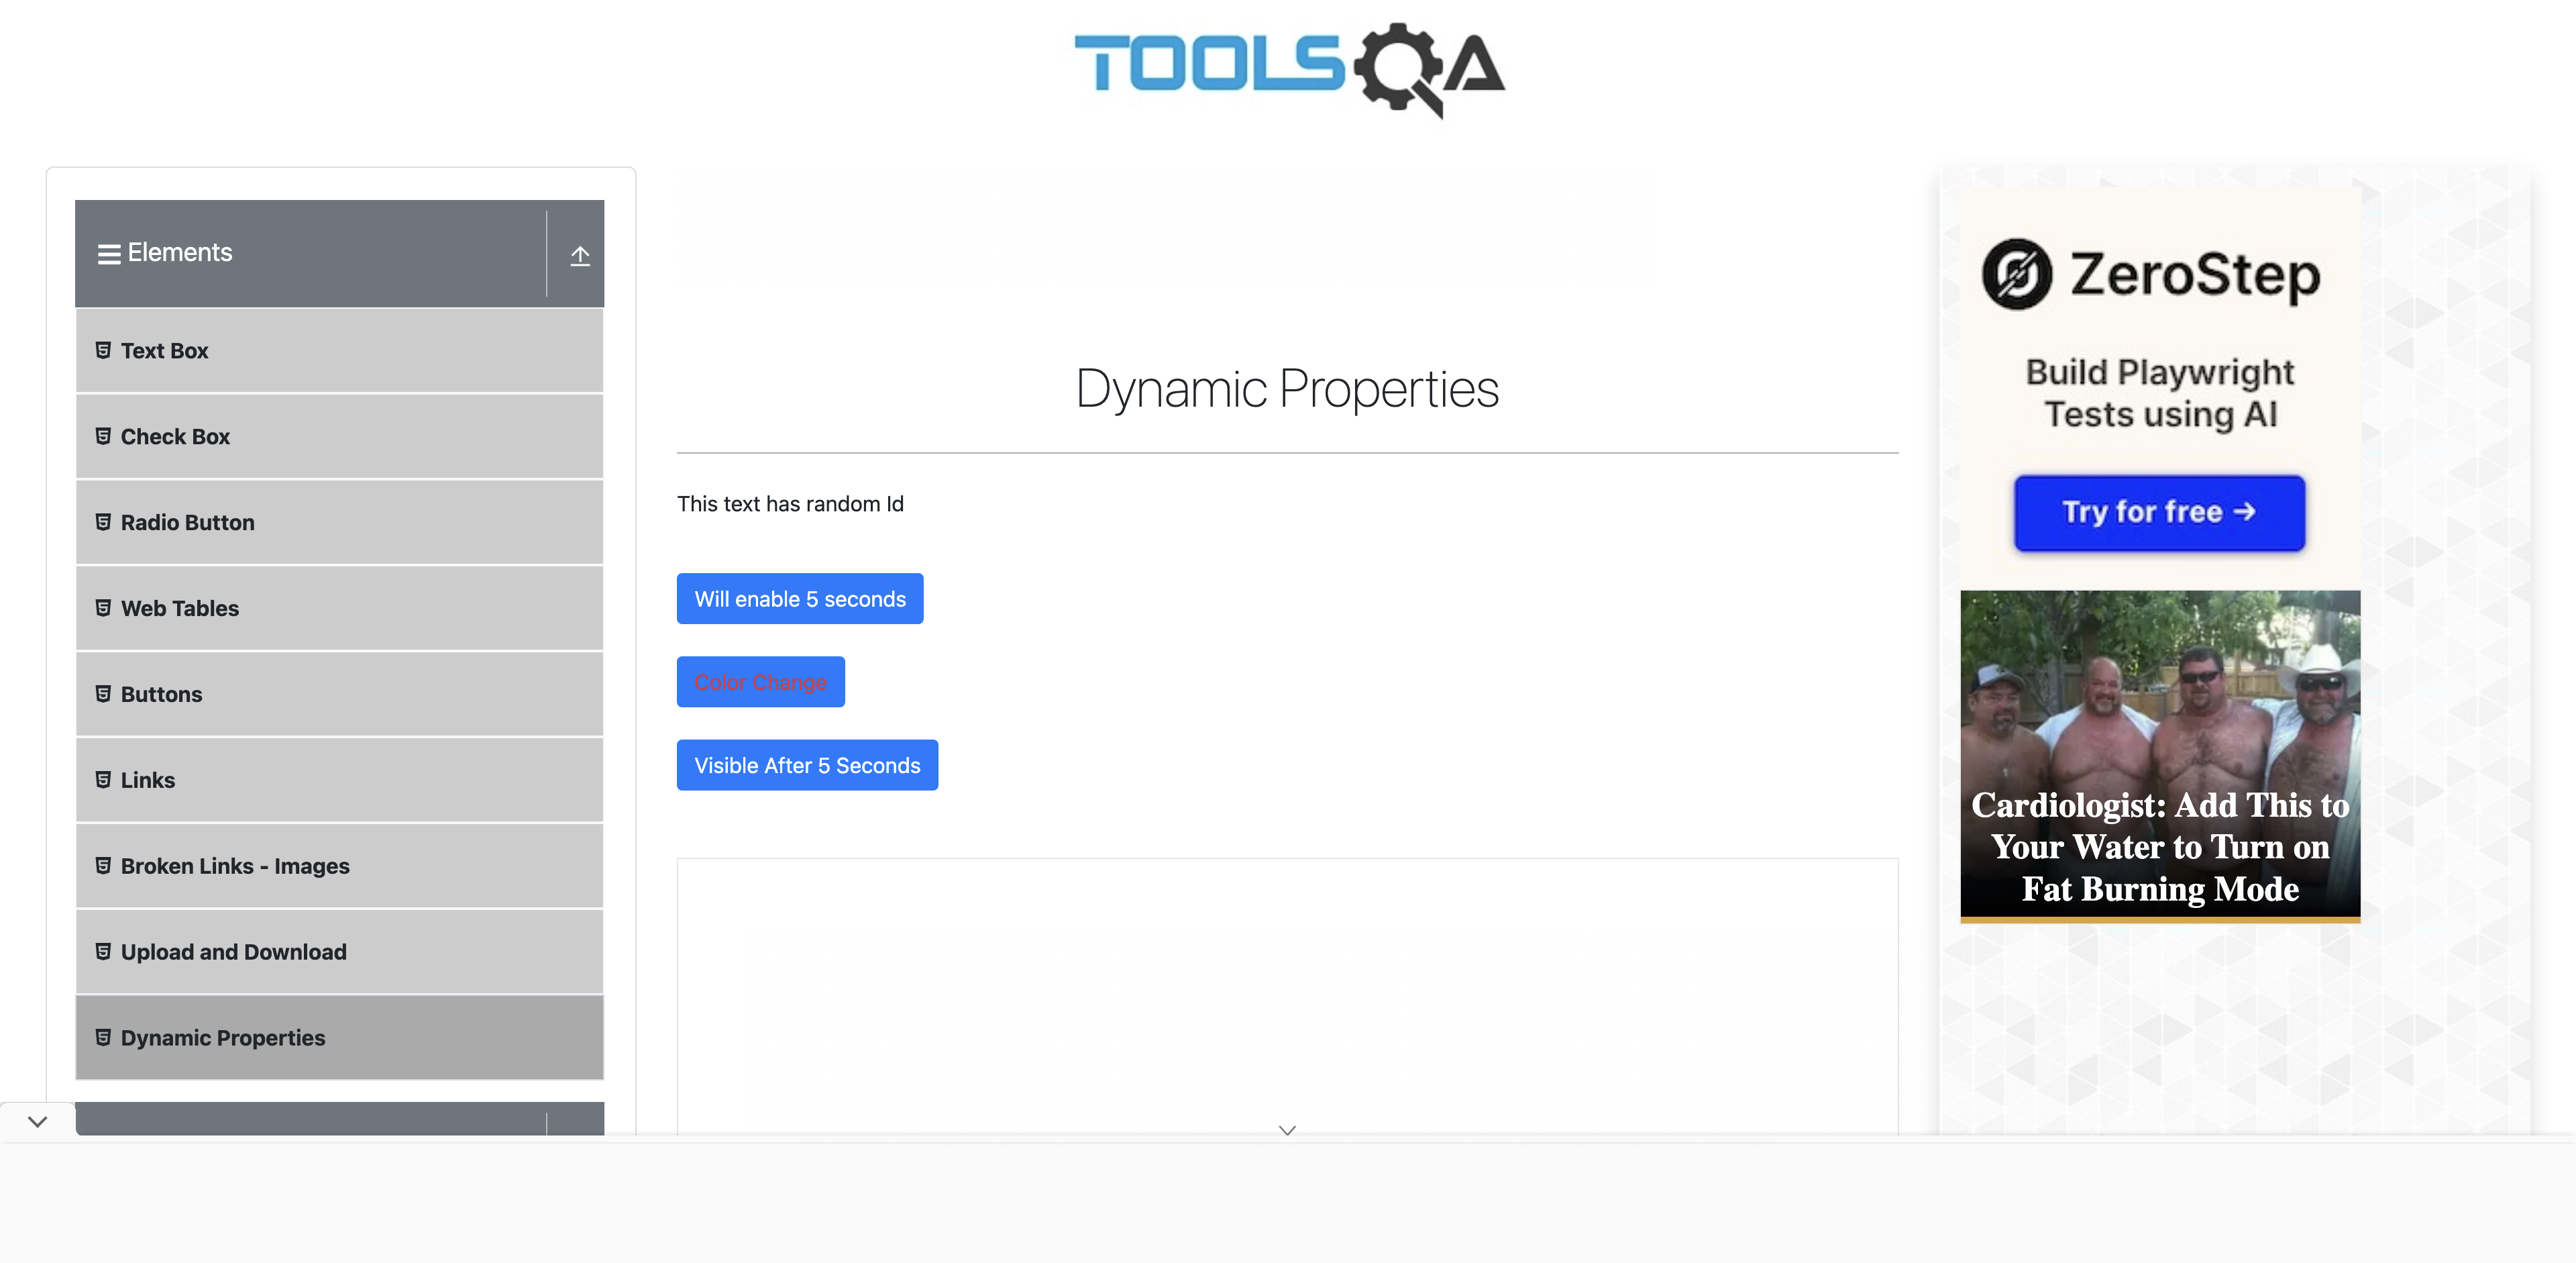 TOOLSQA
Elements
Text Box
Check Box
Radio Button
Web Tables
Buttons
Links
Broken Links - Images
Upload and Download
Dynamic Properties
Dynamic Properties
This text has random Id
Will enable 5 seconds
Color Change
Visible After 5 Seconds
ZeroStep
Build Playwright
Tests using AI
Try for free →
Cardiologist: Add This to
Your Water to Turn on
Fat Burning Mode